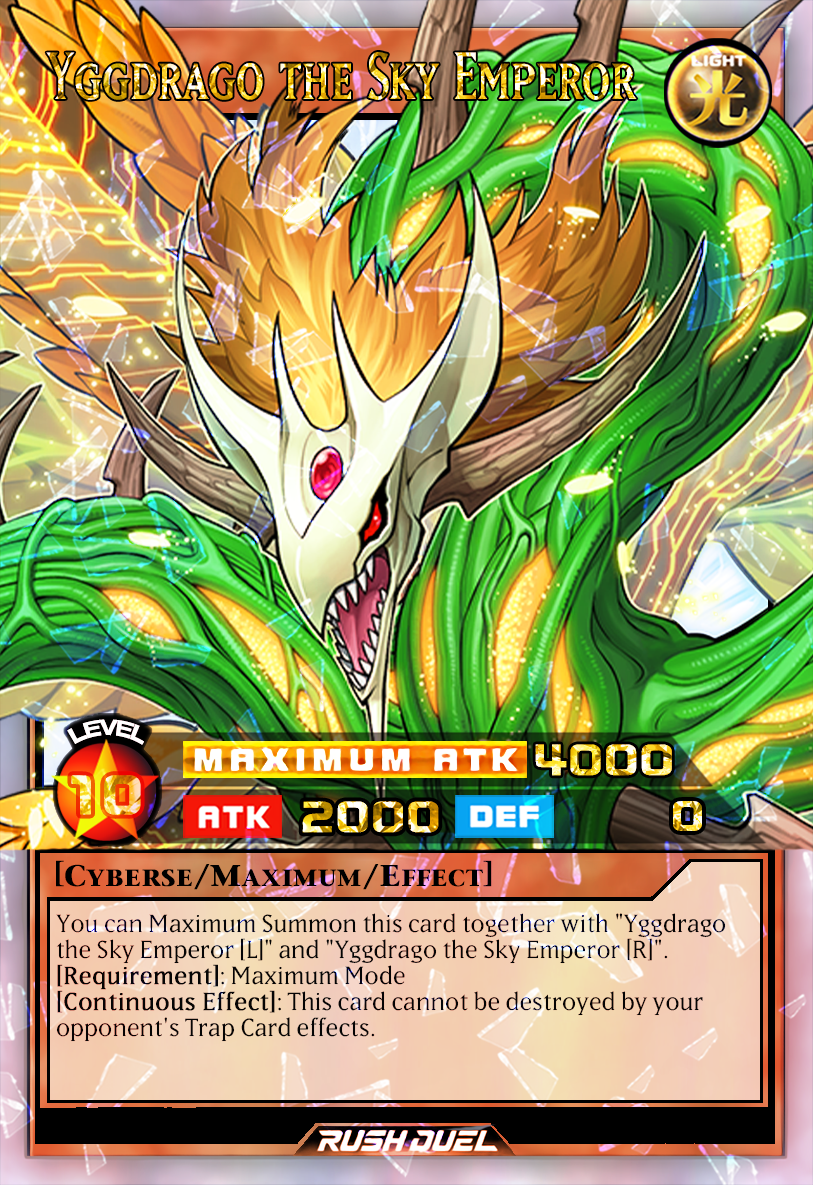 Yggdrago the Sky Emperor
LIGHT
光
LEVEL
10
MAXIMUM ATK 4000
ATK 2000 DEF 0
[Cyberse/Maximum/Effect]
You can Maximum Summon this card together with "Yggdrago
the Sky Emperor [L]" and "Yggdrago the Sky Emperor [R]".
[Requirement]: Maximum Mode
[Continuous Effect]: This card cannot be destroyed by your
opponent's Trap Card effects.
RUSH DUEL